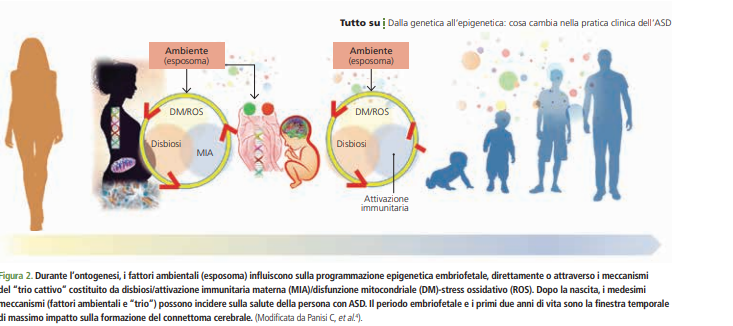 Tutto su¦ Dalla genetica all'epigenetica: cosa cambia nella pratica clinica dell'ASD
Ambiente
(esposoma)
Ambiente
(esposoma)
DM/ROS
Disbiosi
MIA
DM/ROS
Disbiosi
Attivazione
immunitaria
Figura 2. Durante l'ontogenesi, i fattori ambientali (esposoma) influiscono sulla programmazione epigenetica embriofetale, direttamente o attraverso i meccanismi
del "trio cattivo" costituito da disbiosi/attivazione immunitaria materna (MIA)/disfunzione mitocondriale (DM)-stress ossidativo (ROS). Dopo la nascita, i medesimi
meccanismi (fattori ambientali e "trio") possono incidere sulla salute della persona con ASD. Il periodo embriofetale e i primi due anni di vita sono la finestra temporale
di massimo impatto sulla formazione del connettoma cerebrale. (Modificata da Panisi C, et al.⁴).